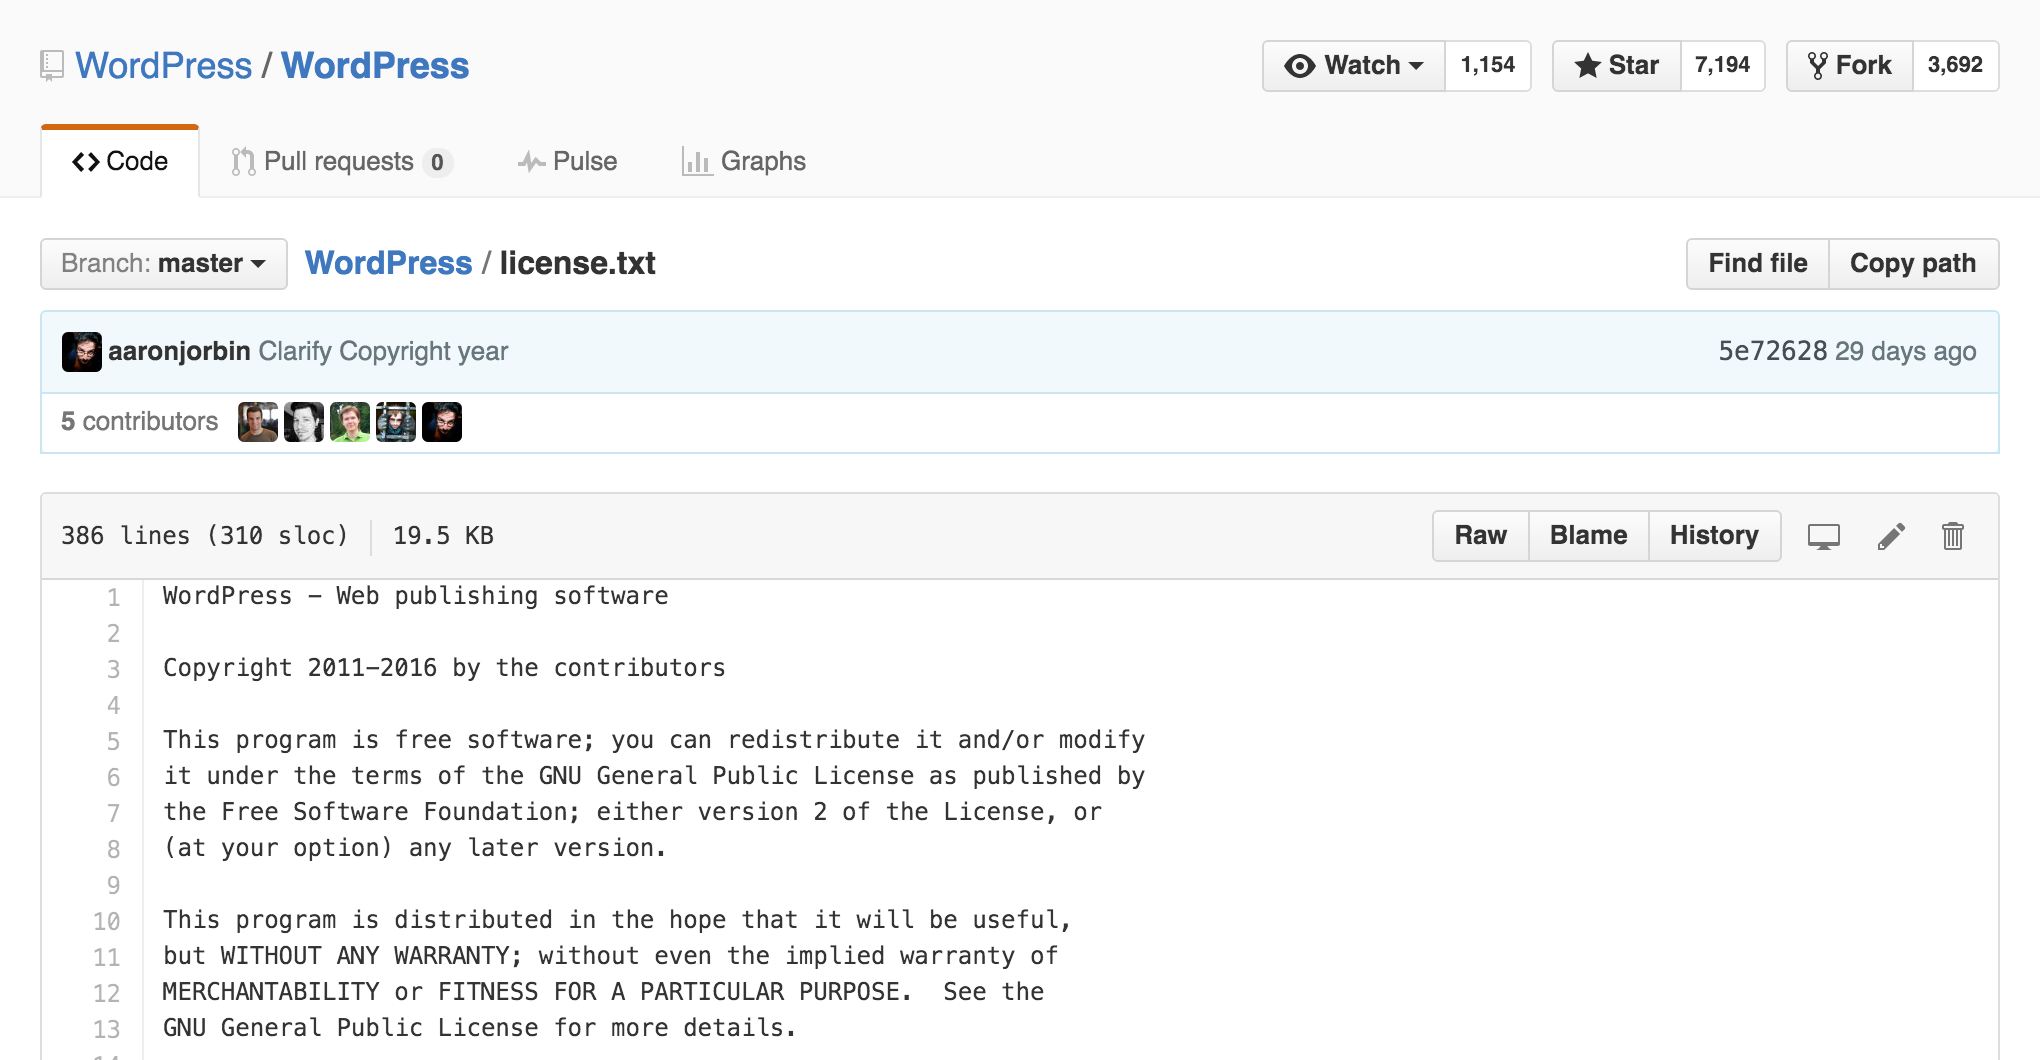 WordPress / WordPress
Watch 1,154 Star 7,194 Fork 3,692
Code Pull requests 0 Pulse Graphs
Branch: master WordPress / license.txt Find file Copy path
aaronjorbin Clarify Copyright year 5e72628 29 days ago
5 contributors
386 lines (310 sloc) 19.5 KB Raw Blame History
1 WordPress - Web publishing software
2
3 Copyright 2011-2016 by the contributors
4
5 This program is free software; you can redistribute it and/or modify
6 it under the terms of the GNU General Public License as published by
7 the Free Software Foundation; either version 2 of the License, or
8 (at your option) any later version.
9
10 This program is distributed in the hope that it will be useful,
11 but WITHOUT ANY WARRANTY; without even the implied warranty of
12 MERCHANTABILITY or FITNESS FOR A PARTICULAR PURPOSE.  See the
13 GNU General Public License for more details.